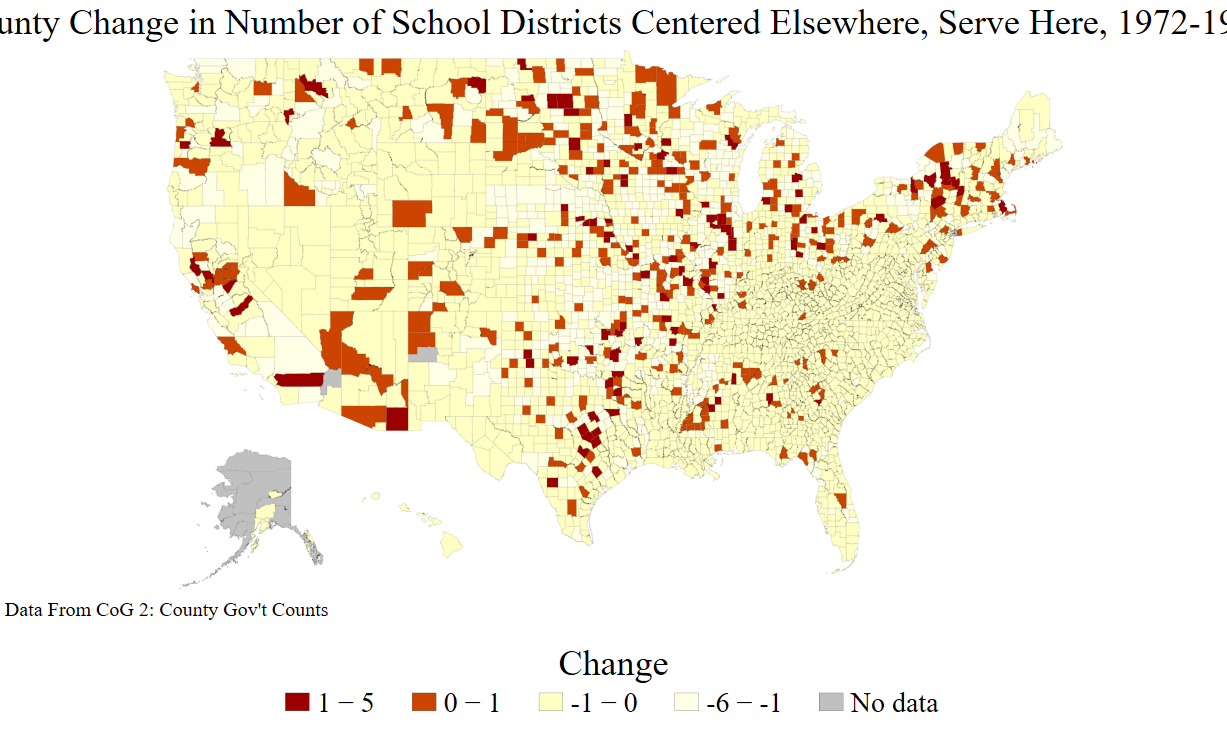 unty Change in Number of School Districts Centered Elsewhere, Serve Here, 1972-19
Data From CoG 2: County Gov't Counts
Change
1 − 5
0 − 1
-1 − 0
-6 − -1
No data